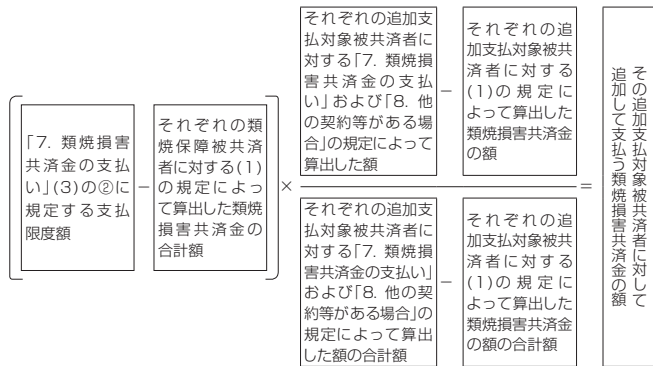 「7. 類焼損害
共済金の支払
い」(3)の②に
規定する支払
限度額
−
それぞれの類
焼保障被共済
者に対する(1)
の規定によっ
て算出した類焼
損害共済金の
合計額
×
それぞれの追加支
払対象被共済者に
対する「7. 類焼損
害共済金の支払
い」および「8. 他
の契約等がある場
合」の規定によって
算出した額
−
それぞれの追
加支払対象被共
済者に対する
(1)の規定に
よって算出した
類焼損害共済金
の額
それぞれの追加支
払対象被共済者に
対する「7. 類焼損
害共済金の支払い」
および「8. 他の契
約等がある場合」の
規定によって算出
した額の合計額
−
それぞれの追
加支払対象被共
済者に対する
(1)の規定に
よって算出した
類焼損害共済金
の額の合計額
=
その追加支払対象被共済者に対して
追加して支払う類焼損害共済金の額